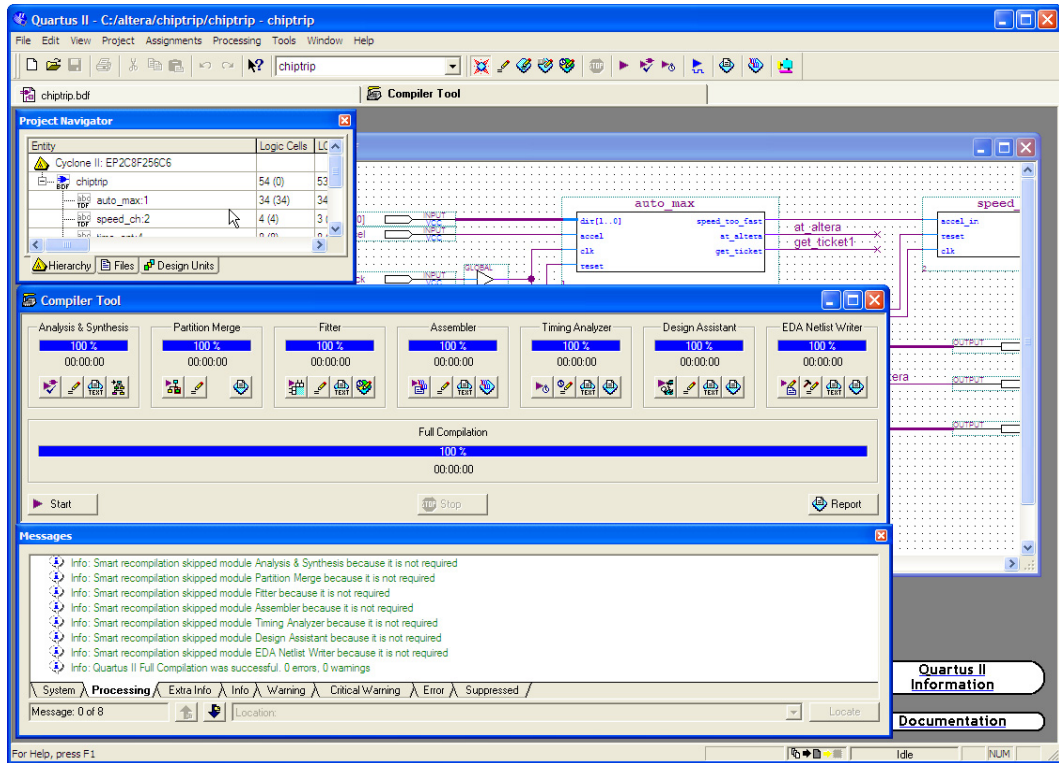 Quartus II - C:/altera/chiptrip/chiptrip - chiptrip
File Edit View Project Assignments Processing Tools Window Help
chiptrip
chiptrip.bdf
Compiler Tool
Project Navigator
Entity Logic Cells
Cyclone II: EP2C8F256C6
chiptrip 54 (0) 53
auto_max:1 34 (34) 34
speed_ch:2 4 (4) 3 (
Hierarchy Files Design Units
auto_max
speed_
dir[1..0] speed_too_fast
accel at_altera
clk get_ticket
reset
at_altera
get_ticket1
accel_in
reset
clk
INPUT
VCC
INPUT
VCC
INPUT
GLOBAL
OUTPUT
OUTPUT
OUTPUT
Compiler Tool
Analysis & Synthesis Partition Merge Fitter Assembler Timing Analyzer Design Assistant EDA Netlist Writer
100 % 100 % 100 % 100 % 100 % 100 % 100 %
00:00:00 00:00:00 00:00:00 00:00:00 00:00:00 00:00:00 00:00:00
TEXT TEXT TEXT TEXT TEXT TEXT
Full Compilation
100 %
00:00:00
Start Stop Report
Messages
Info: Smart recompilation skipped module Analysis & Synthesis because it is not required
Info: Smart recompilation skipped module Partition Merge because it is not required
Info: Smart recompilation skipped module Fitter because it is not required
Info: Smart recompilation skipped module Assembler because it is not required
Info: Smart recompilation skipped module Timing Analyzer because it is not required
Info: Smart recompilation skipped module Design Assistant because it is not required
Info: Smart recompilation skipped module EDA Netlist Writer because it is not required
Info: Quartus II Full Compilation was successful. 0 errors, 0 warnings
System Processing Extra Info Info Warning Critical Warning Error Suppressed
Message: 0 of 8 Location: Locate
Quartus II
Information
Documentation
For Help, press F1 Idle NUM